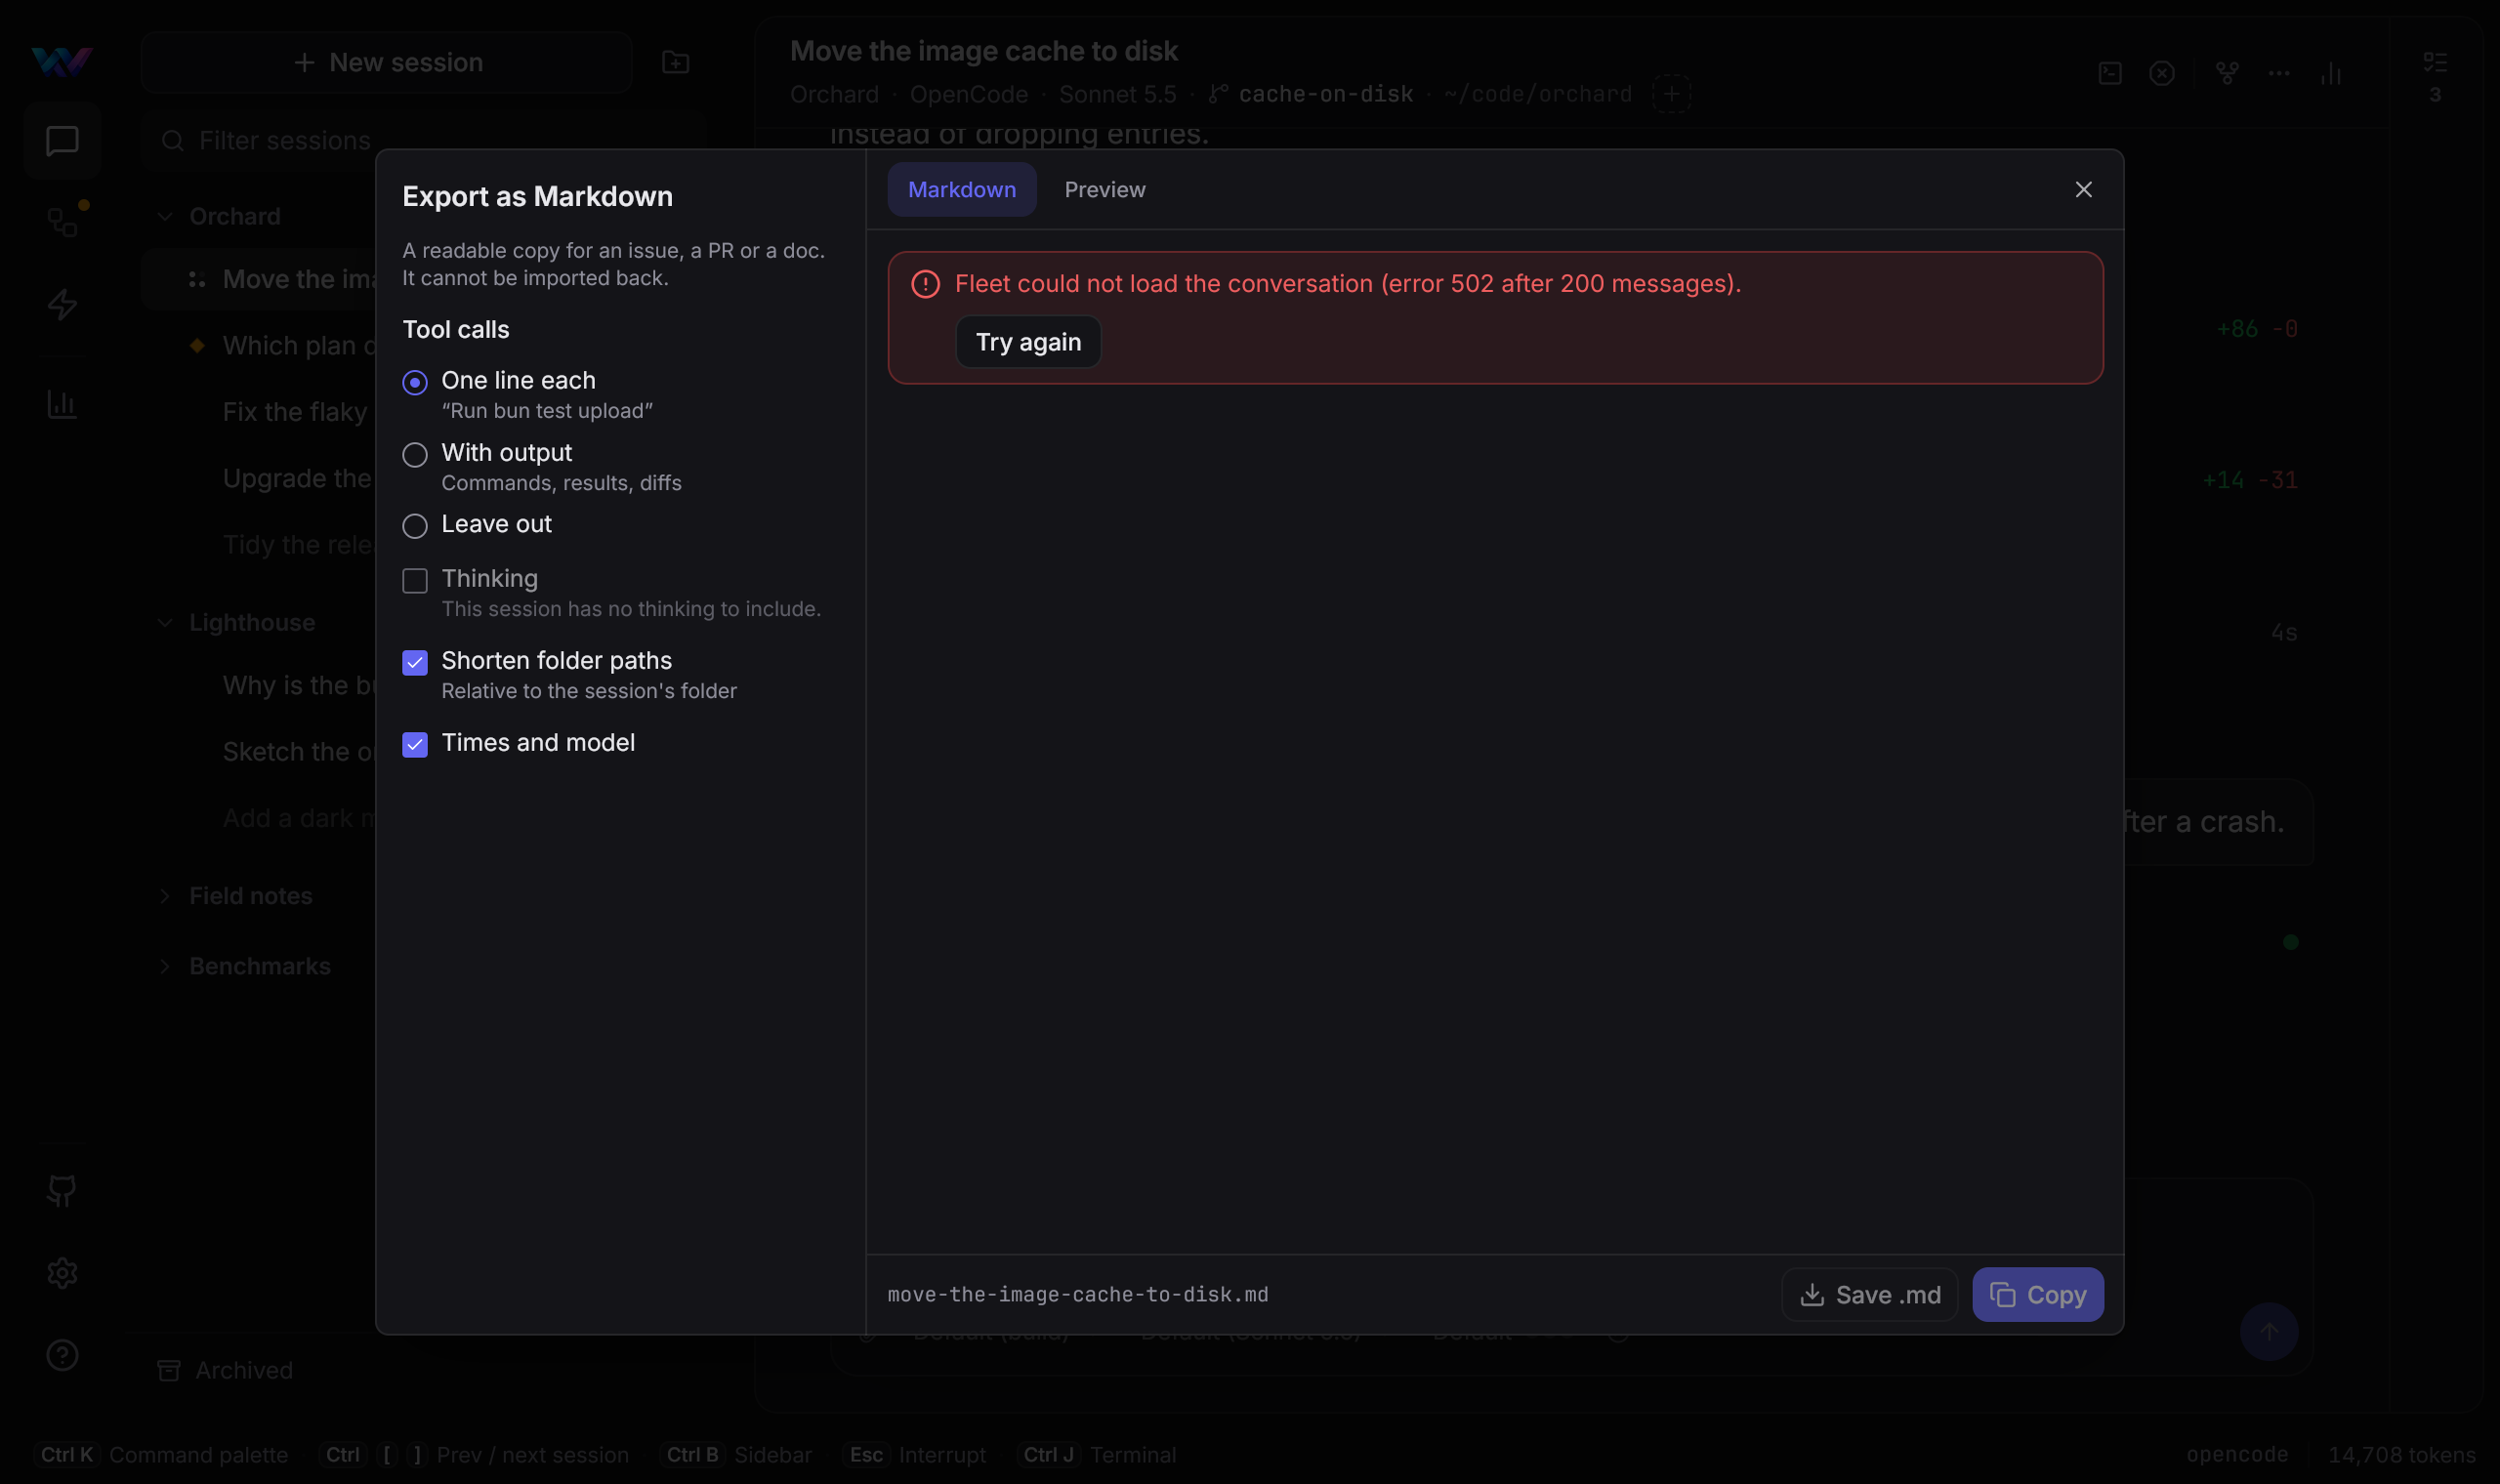 New session
Filter sessions
Orchard
Move the ima
Which plan
Fix the flaky
Upgrade the
Tidy the rele
Lighthouse
Why is the bu
Sketch the o
Add a dark
Field notes
Benchmarks
Archived
Move the image cache to disk
Orchard · OpenCode · Sonnet 5.5 · cache-on-disk · ~/code/orchard
3
instead of dropping entries.
+86 -0
+14 -31
4s
fter a crash.
Export as Markdown
A readable copy for an issue, a PR or a doc.
It cannot be imported back.
Tool calls
One line each
“Run bun test upload”
With output
Commands, results, diffs
Leave out
Thinking
This session has no thinking to include.
Shorten folder paths
Relative to the session's folder
Times and model
Markdown Preview
Fleet could not load the conversation (error 502 after 200 messages).
Try again
move-the-image-cache-to-disk.md
Save .md Copy
Ctrl K Command palette Ctrl [ ] Prev / next session Ctrl B Sidebar Esc Interrupt Ctrl J Terminal
opencode 14,708 tokens